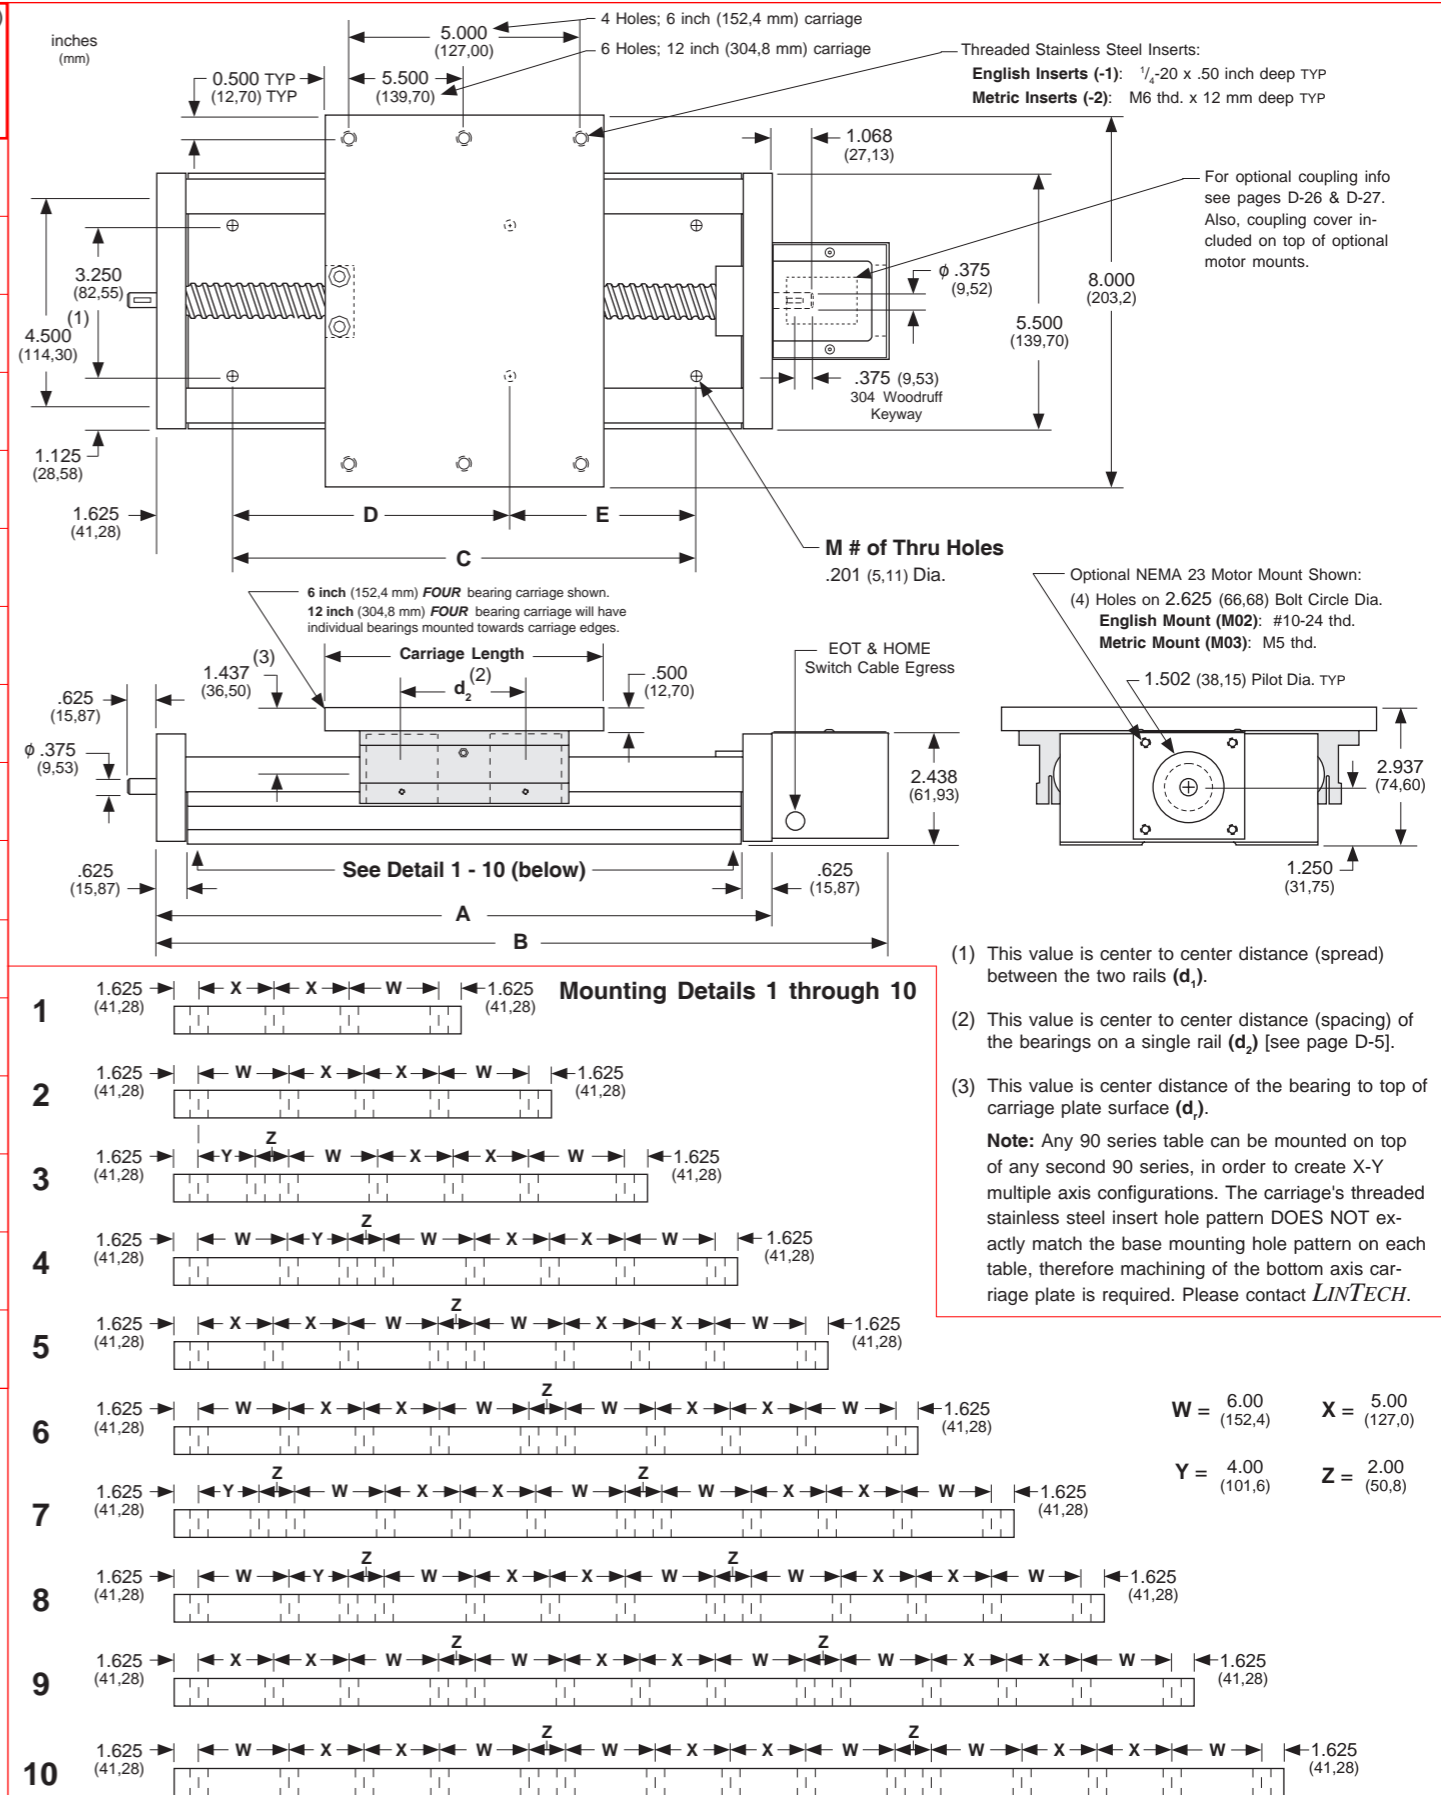 )
inches
(mm)
5.000
(127,00)
4 Holes; 6 inch (152,4 mm) carriage
6 Holes; 12 inch (304,8 mm) carriage
0.500 TYP
(12,70) TYP
5.500
(139,70)
Threaded Stainless Steel Inserts:
English Inserts (-1): 1/4-20 x .50 inch deep TYP
Metric Inserts (-2): M6 thd. x 12 mm deep TYP
1.068
(27,13)
For optional coupling info
see pages D-26 & D-27.
Also, coupling cover in-
cluded on top of optional
motor mounts.
3.250
(82,55)
(1)
4.500
(114,30)
ϕ .375
(9,52)
8.000
(203,2)
5.500
(139,70)
.375 (9,53)
304 Woodruff
Keyway
1.125
(28,58)
1.625
(41,28)
D
E
C
M # of Thru Holes
.201 (5,11) Dia.
6 inch (152,4 mm) FOUR bearing carriage shown.
12 inch (304,8 mm) FOUR bearing carriage will have
individual bearings mounted towards carriage edges.
Optional NEMA 23 Motor Mount Shown:
(4) Holes on 2.625 (66,68) Bolt Circle Dia.
English Mount (M02): #10-24 thd.
Metric Mount (M03): M5 thd.
1.502 (38,15) Pilot Dia. TYP
(3)
1.437
(36,50)
Carriage Length
d2 (2)
.500
(12,70)
EOT & HOME
Switch Cable Egress
.625
(15,87)
ϕ .375
(9,53)
2.438
(61,93)
2.937
(74,60)
1.250
(31,75)
.625
(15,87)
See Detail 1 - 10 (below)
.625
(15,87)
A
B
(1) This value is center to center distance (spread)
between the two rails (d1).
(2) This value is center to center distance (spacing) of
the bearings on a single rail (d2) [see page D-5].
(3) This value is center distance of the bearing to top of
carriage plate surface (dr).
Note: Any 90 series table can be mounted on top
of any second 90 series, in order to create X-Y
multiple axis configurations. The carriage's threaded
stainless steel insert hole pattern DOES NOT ex-
actly match the base mounting hole pattern on each
table, therefore machining of the bottom axis car-
riage plate is required. Please contact LINTECH.
Mounting Details 1 through 10
1 1.625 X X W 1.625
(41,28) (41,28)
2 1.625 W X X W 1.625
(41,28) (41,28)
3 1.625 Y Z W X X W 1.625
(41,28) (41,28)
4 1.625 W Y Z W X X W 1.625
(41,28) (41,28)
5 1.625 X X W Z W X X W 1.625
(41,28) (41,28)
6 1.625 W X X W Z W X X W 1.625
(41,28) (41,28)
7 1.625 Y Z W X X W Z W X X W 1.625
(41,28) (41,28)
8 1.625 W Y Z W X X W Z W X X W 1.625
(41,28) (41,28)
9 1.625 X X W Z W X X W Z W X X W 1.625
(41,28) (41,28)
10 1.625 W X X W Z W X X W Z W X X W 1.625
(41,28) (41,28)
W = 6.00 X = 5.00
(152,4) (127,0)
Y = 4.00 Z = 2.00
(101,6) (50,8)